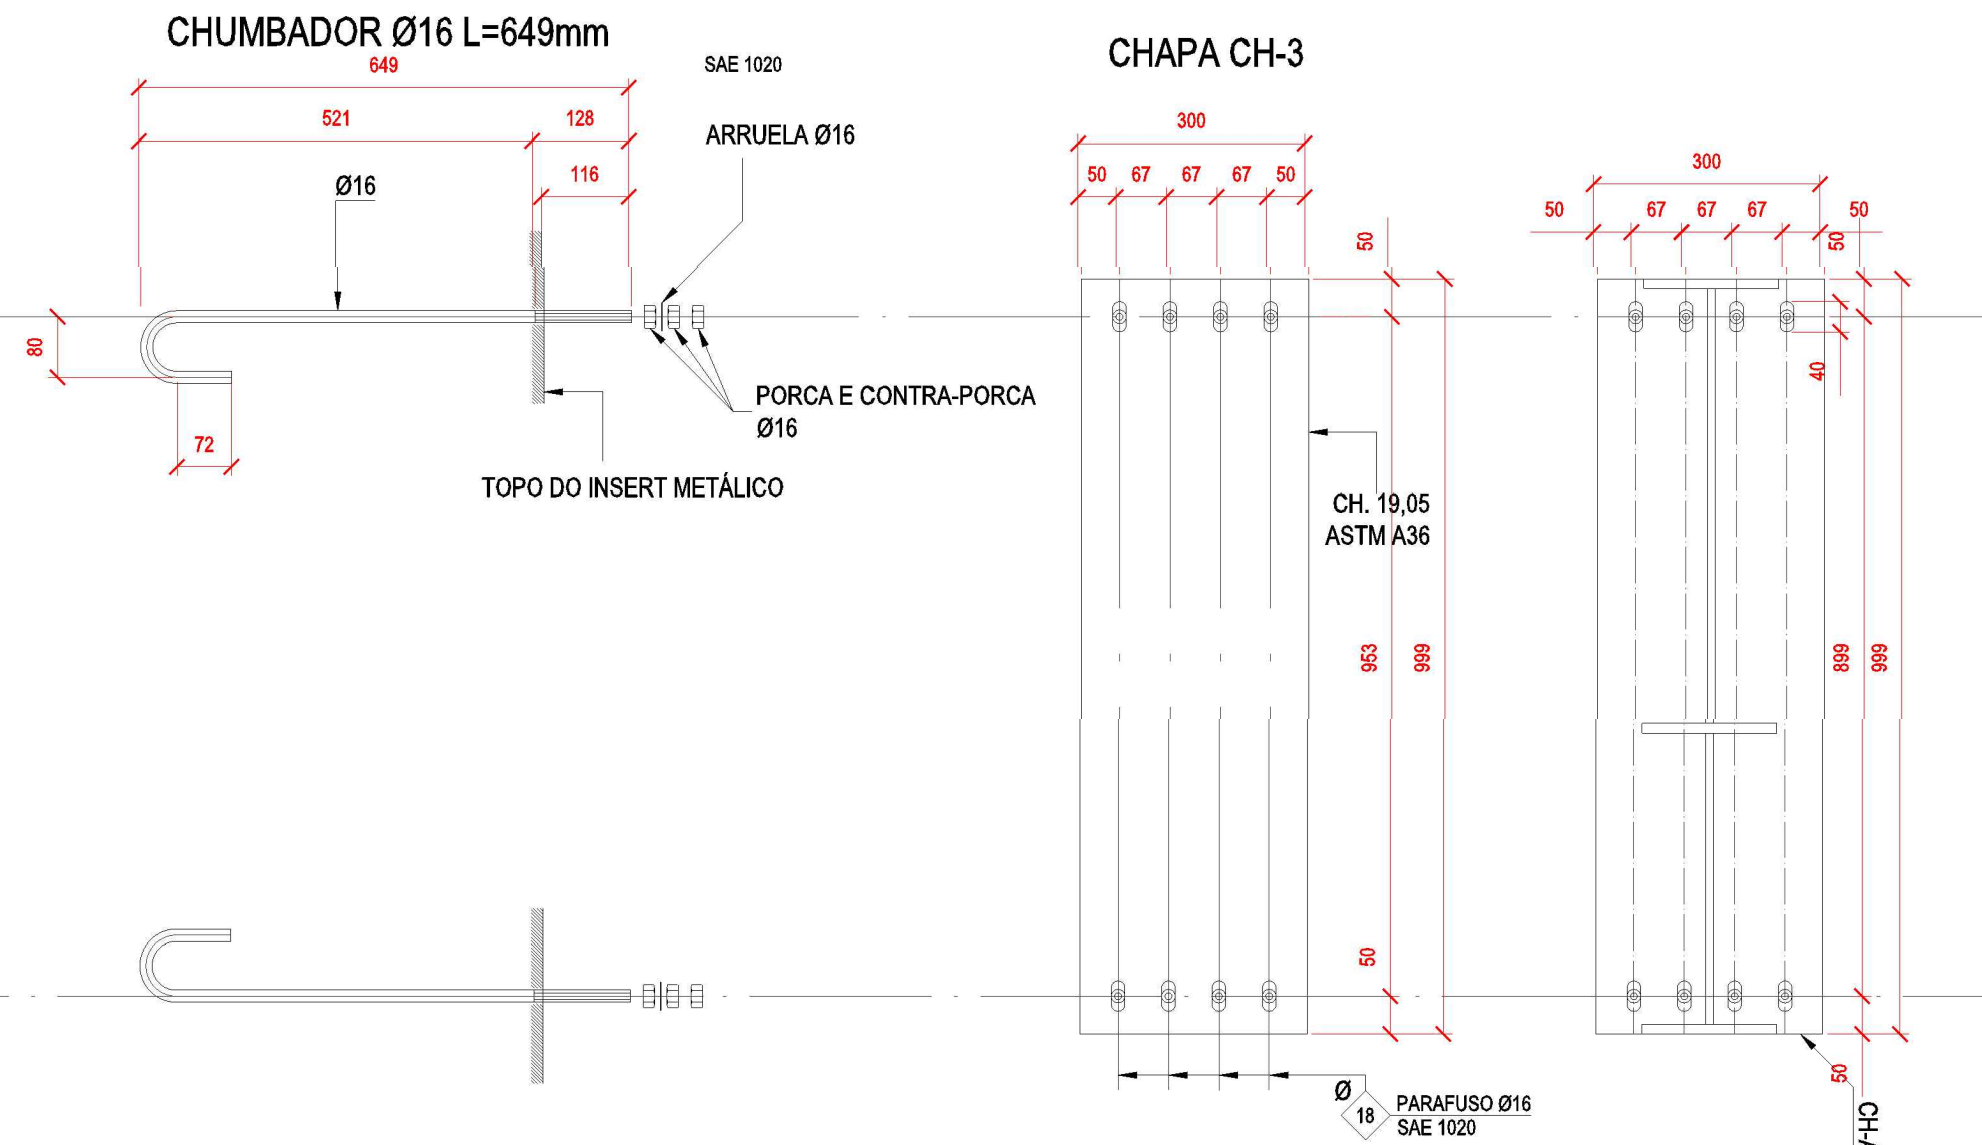 CHUMBADOR Ø16 L=649mm
649
SAE 1020
521
128
ARRUELA Ø16
116
Ø16
80
72
PORCA E CONTRA-PORCA
Ø16
TOPO DO INSERT METÁLICO
CHAPA CH-3
300
50 67 67 67 50
50
CH. 19,05
ASTM A36
953
999
50
Ø
18
PARAFUSO Ø16
SAE 1020
300
50 67 67 67 50
50
40
899
999
50